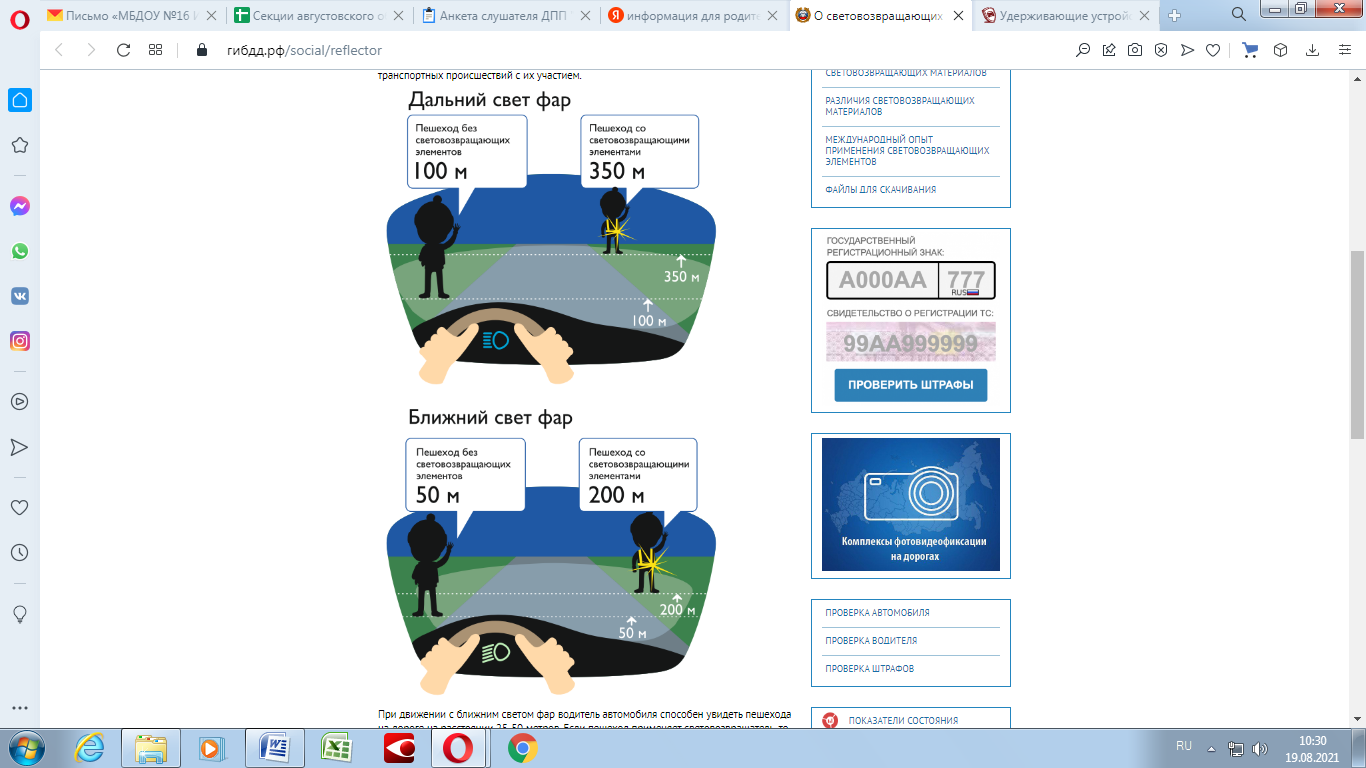 Письмо «МБДОУ №16 И
Секции августовского о
Анкета слушателя ДПП
информация для родите
О световозвращающих
Удерживающие устрой
гибдд.рф/social/reflector
транспортных происшествий с их участием.
Дальний свет фар
Пешеход без
световозвращающих
элементов
100 м
Пешеход со
световозвращающими
элементами
350 м
350 м
100 м
Ближний свет фар
Пешеход без
световозвращающих
элементов
50 м
Пешеход со
световозвращающими
элементами
200 м
200 м
50 м
При движении с ближним светом фар водитель автомобиля способен увидеть пешехода
СВЕТОВОЗВРАЩАЮЩИХ МАТЕРИАЛОВ
РАЗЛИЧИЯ СВЕТОВОЗВРАЩАЮЩИХ
МАТЕРИАЛОВ
МЕЖДУНАРОДНЫЙ ОПЫТ
ПРИМЕНЕНИЯ СВЕТОВОЗВРАЩАЮЩИХ
ЭЛЕМЕНТОВ
ФАЙЛЫ ДЛЯ СКАЧИВАНИЯ
ГОСУДАРСТВЕННЫЙ
РЕГИСТРАЦИОННЫЙ ЗНАК:
А000АА 777
RUS
СВИДЕТЕЛЬСТВО О РЕГИСТРАЦИИ ТС:
99АА999999
ПРОВЕРИТЬ ШТРАФЫ
Комплексы фотовидеофиксации
на дорогах
ПРОВЕРКА АВТОМОБИЛЯ
ПРОВЕРКА ВОДИТЕЛЯ
ПРОВЕРКА ШТРАФОВ
ПОКАЗАТЕЛИ СОСТОЯНИЯ
RU
10:30
19.08.2021